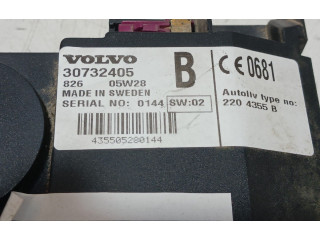 VOLVO
30732405
826 05W28
MADE IN SWEDEN
SERIAL NO: 0144 SW:02
435505280144
B
CE 0681
Autoliv type no:
220 4355 B